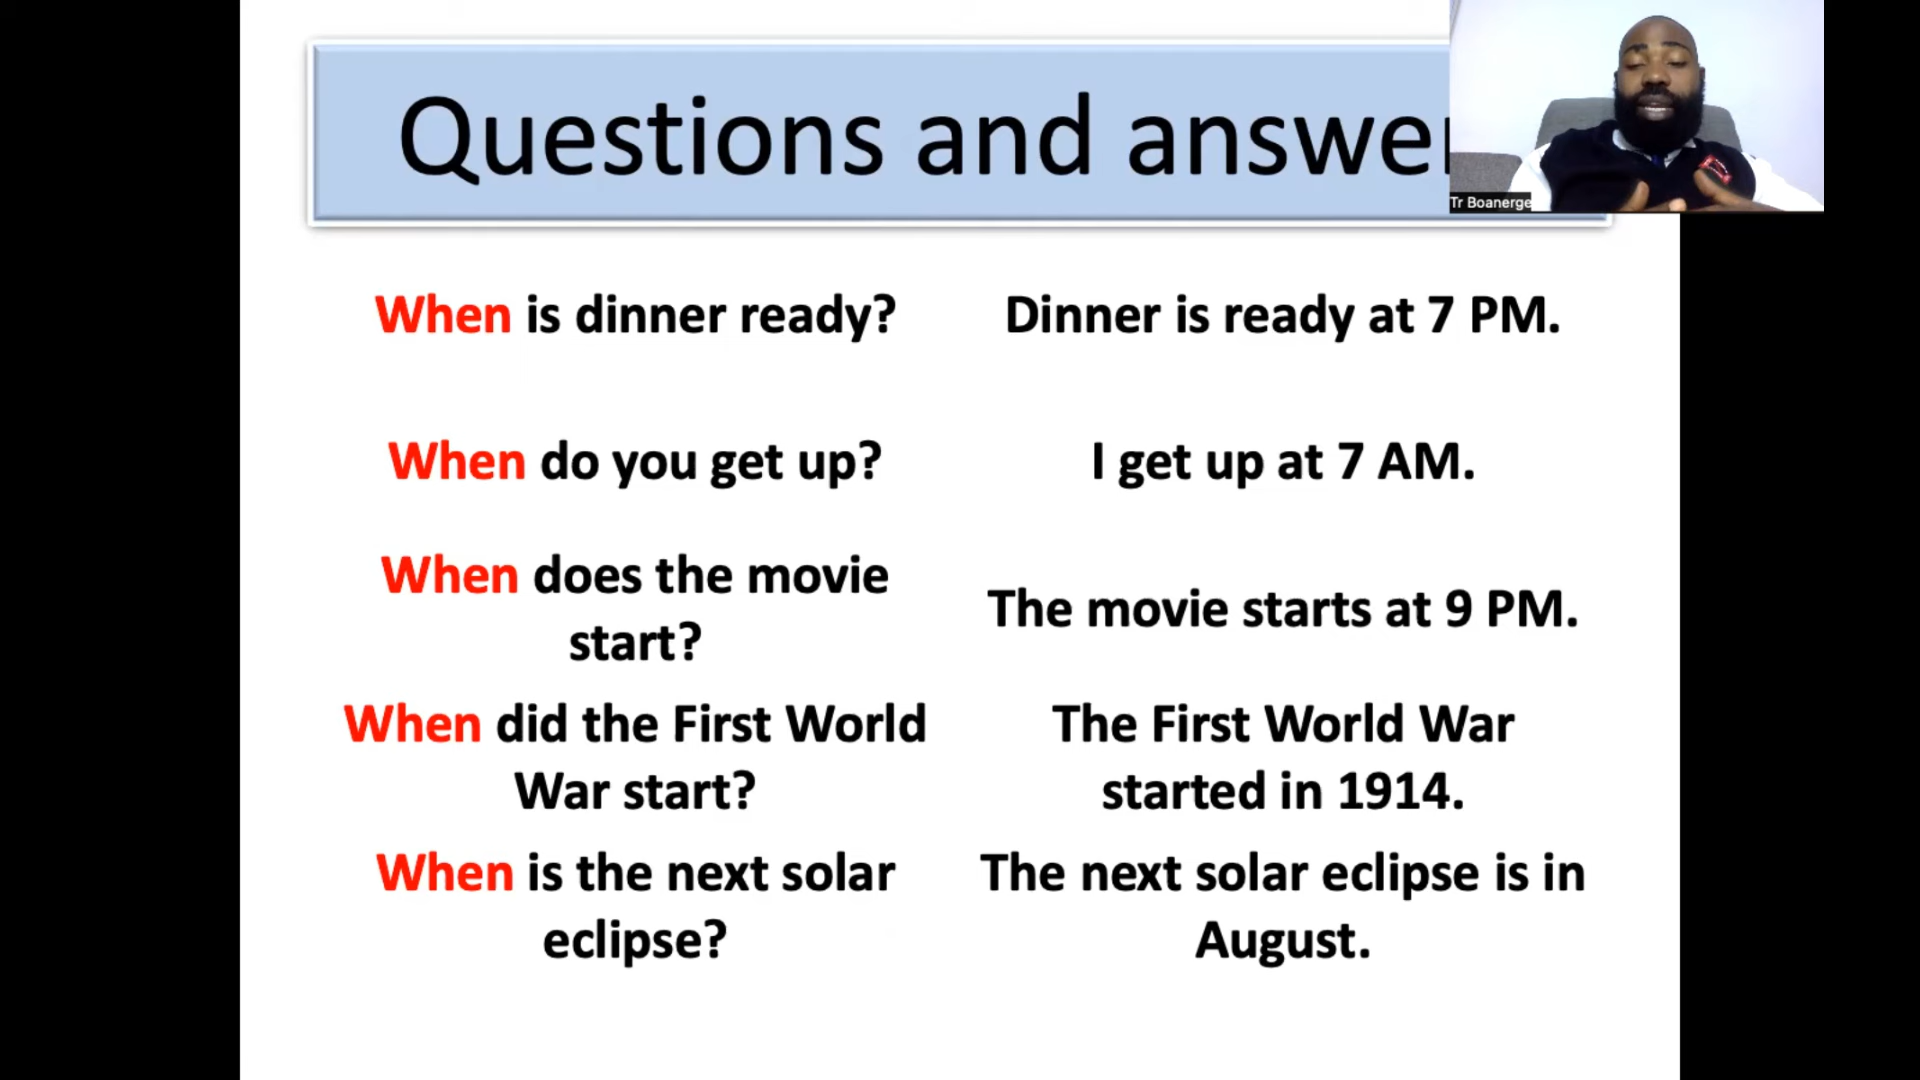 Questions and answer
Tr Boanerge
When is dinner ready?
Dinner is ready at 7 PM.
When do you get up?
I get up at 7 AM.
When does the movie
start?
The movie starts at 9 PM.
When did the First World
War start?
The First World War
started in 1914.
When is the next solar
eclipse?
The next solar eclipse is in
August.